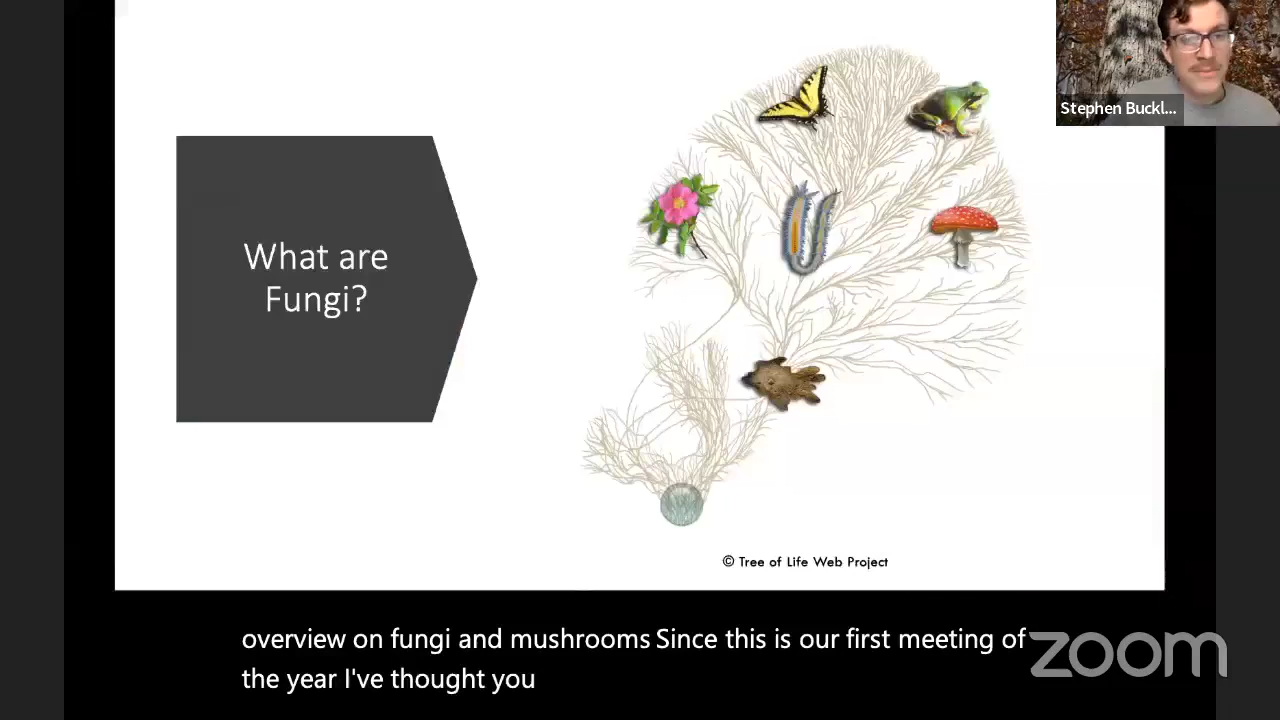 Stephen Buckl...
What are
Fungi?
© Tree of Life Web Project
overview on fungi and mushrooms Since this is our first meeting of
the year I've thought you
zoom